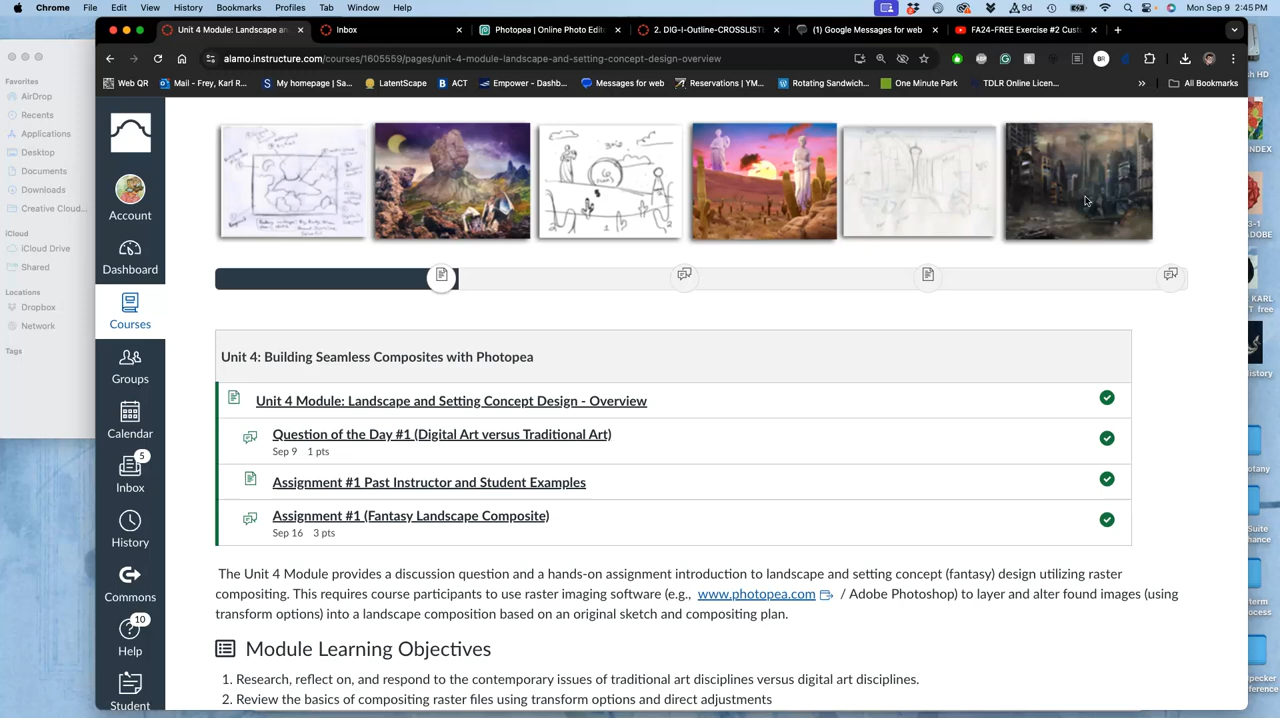 Chrome File Edit View History Bookmarks Profiles Tab Window Help 9d Mon Sep 9 2:45 PM
Unit 4 Module: Landscape an
Inbox
Photopea | Online Photo Edit
2. DIG-I-Outline-CROSSLIST
(1) Google Messages for web
FA24-FREE Exercise #2 Cust
alamo.instructure.com/courses/1605559/pages/unit-4-module-landscape-and-setting-concept-design-overview
Web QR
Mail - Frey, Karl R...
My homepage | Sa...
LatentScape
ACT
Empower - Dashb...
Messages for web
Reservations | YM...
Rotating Sandwich...
One Minute Park
TDLR Online Licen...
All Bookmarks
Favorites
AirDrop
Recents
Applications
Desktop
Documents
Downloads
Creative Cloud...
iCloud
iCloud Drive
Shared
Locations
Dropbox
Network
Tags
Account
Dashboard
Courses
Groups
Calendar
5
Inbox
History
Commons
10
Help
Student
Unit 4: Building Seamless Composites with Photopea
Unit 4 Module: Landscape and Setting Concept Design - Overview
Question of the Day #1 (Digital Art versus Traditional Art)
Sep 9 1 pts
Assignment #1 Past Instructor and Student Examples
Assignment #1 (Fantasy Landscape Composite)
Sep 16 3 pts
The Unit 4 Module provides a discussion question and a hands-on assignment introduction to landscape and setting concept (fantasy) design utilizing raster
compositing. This requires course participants to use raster imaging software (e.g., www.photopea.com / Adobe Photoshop) to layer and alter found images (using
transform options) into a landscape composition based on an original sketch and compositing plan.
Module Learning Objectives
1. Research, reflect on, and respond to the contemporary issues of traditional art disciplines versus digital art disciplines.
2. Review the basics of compositing raster files using transform options and direct adjustments